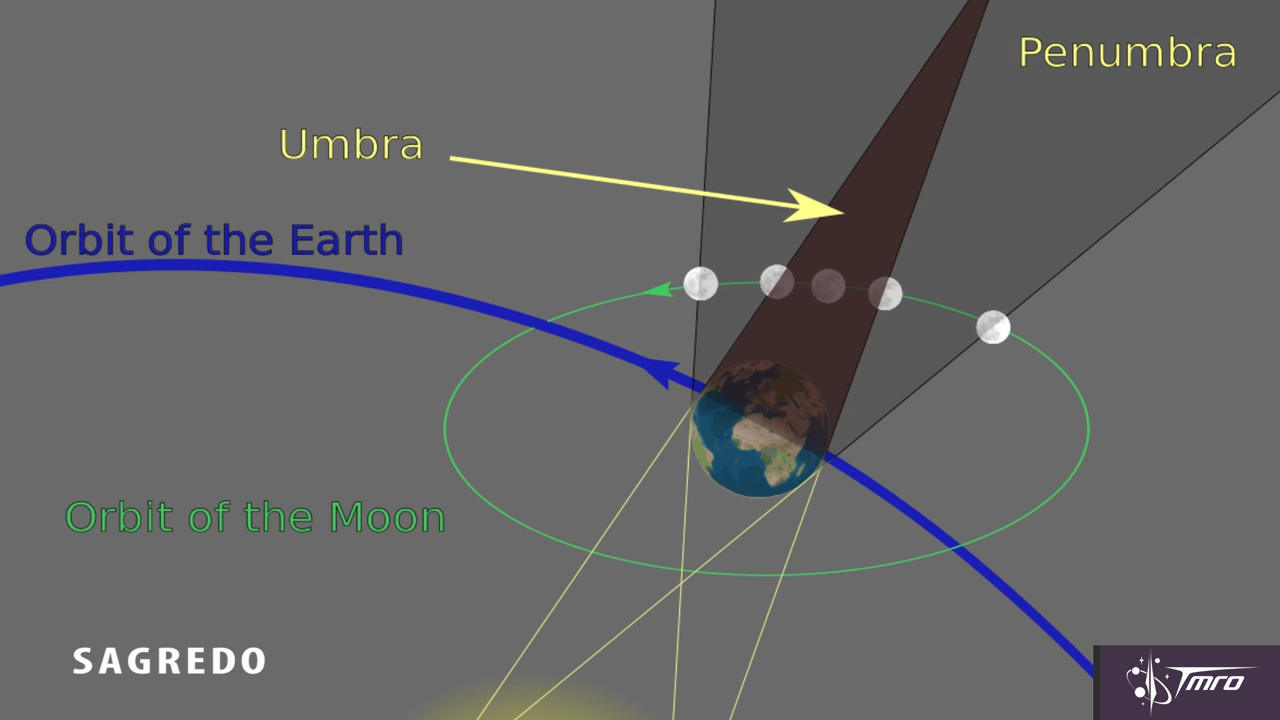 Penumbra
Umbra
Orbit of the Earth
Orbit of the Moon
SAGREDO
Tmro